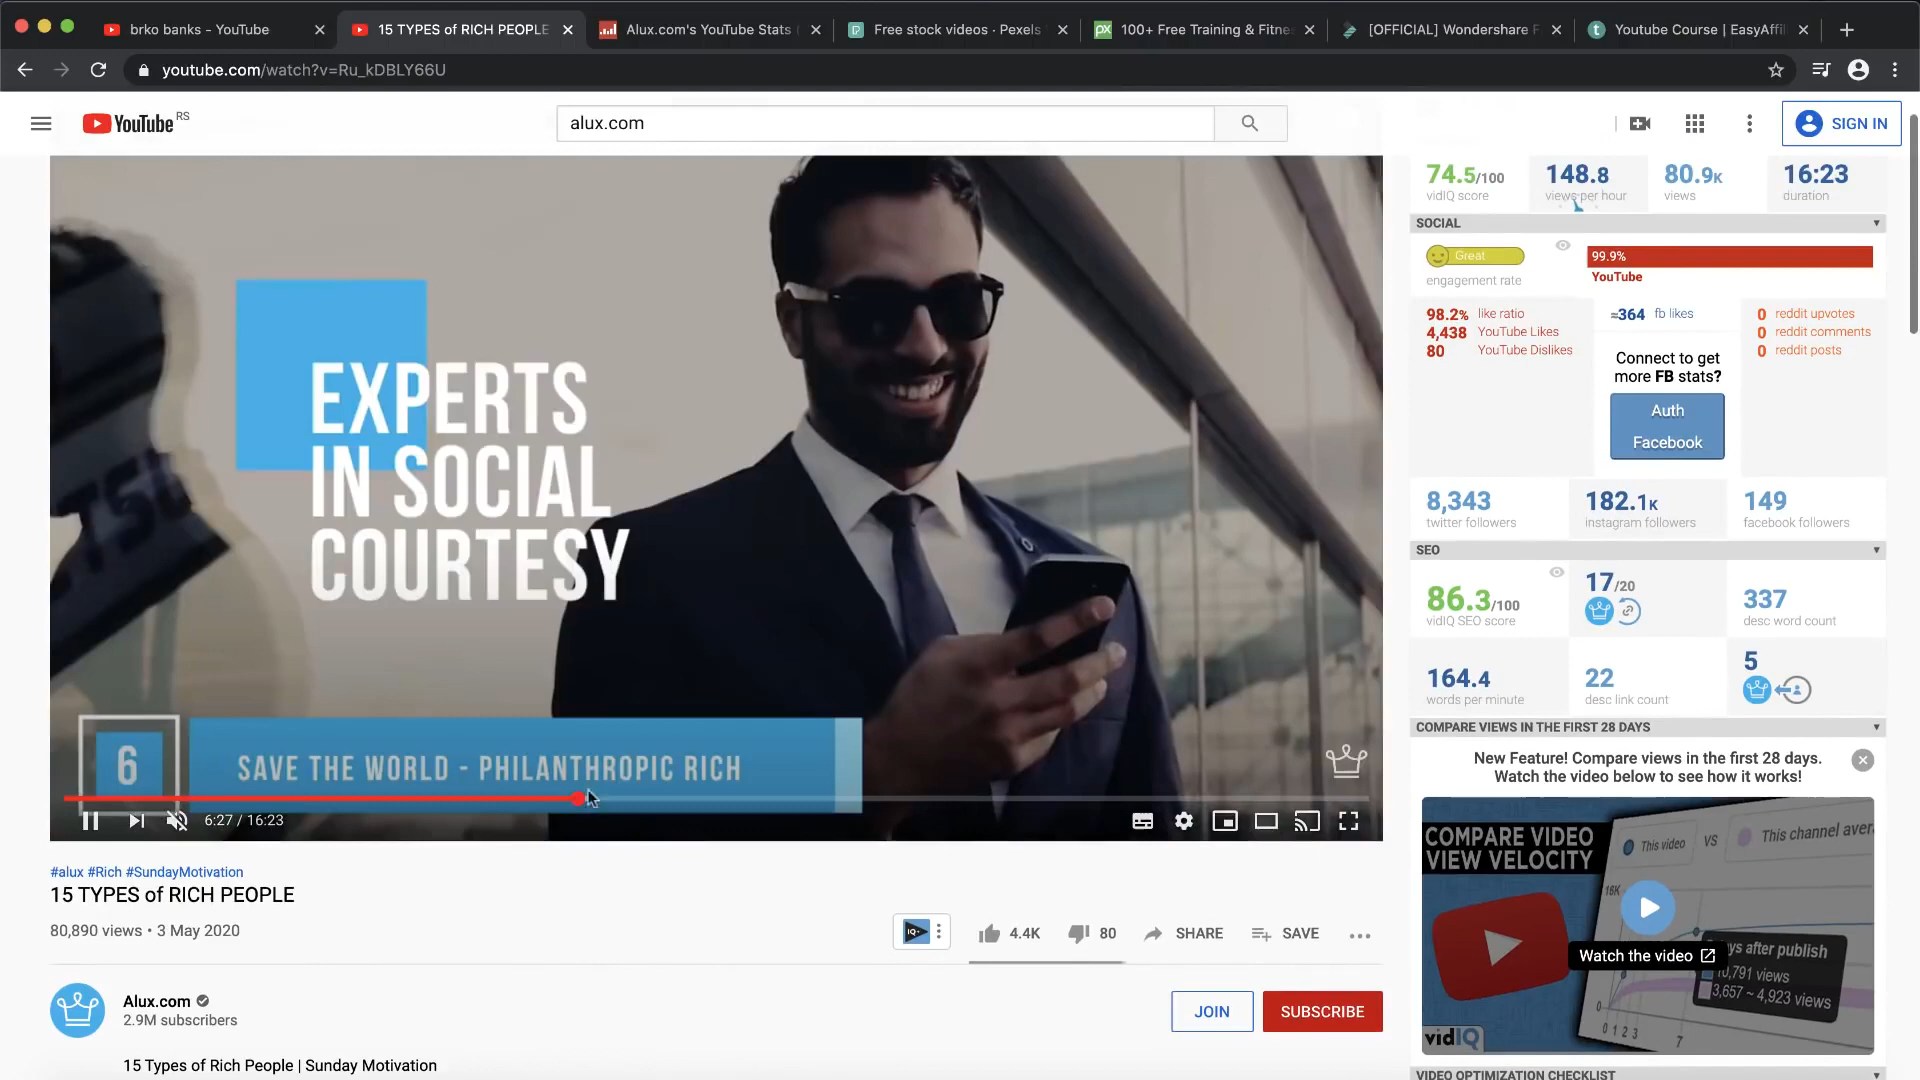 brko banks - YouTube
15 TYPES of RICH PEOPLE
Alux.com's YouTube Stats
Free stock videos · Pexels
100+ Free Training & Fitne
[OFFICIAL] Wondershare F
Youtube Course | EasyAffil
youtube.com/watch?v=Ru_kDBLY66U
YouTube RS
alux.com
SIGN IN
74.5/100
vidIQ score
148.8
views per hour
80.9K
views
16:23
duration
SOCIAL
Great
engagement rate
99.9%
YouTube
98.2% like ratio
4,438 YouTube Likes
80 YouTube Dislikes
≈364 fb likes
Connect to get
more FB stats?
Auth
Facebook
0 reddit upvotes
0 reddit comments
0 reddit posts
8,343
twitter followers
182.1K
instagram followers
149
facebook followers
SEO
86.3/100
vidIQ SEO score
17/20
337
desc word count
164.4
words per minute
22
desc link count
5
COMPARE VIEWS IN THE FIRST 28 DAYS
New Feature! Compare views in the first 28 days.
Watch the video below to see how it works!
COMPARE VIDEO
VIEW VELOCITY
This video
VS
This channel aver
16K
Watch the video
ys after publish
10,791 views
3,657 ~ 4,923 views
0 1 2 3 7
vidIQ
VIDEO OPTIMIZATION CHECKLIST
EXPERTS
IN SOCIAL
COURTESY
6
SAVE THE WORLD - PHILANTHROPIC RICH
6:27 / 16:23
#alux #Rich #SundayMotivation
15 TYPES of RICH PEOPLE
80,890 views • 3 May 2020
IQ
4.4K
80
SHARE
SAVE
Alux.com
2.9M subscribers
JOIN
SUBSCRIBE
15 Types of Rich People | Sunday Motivation